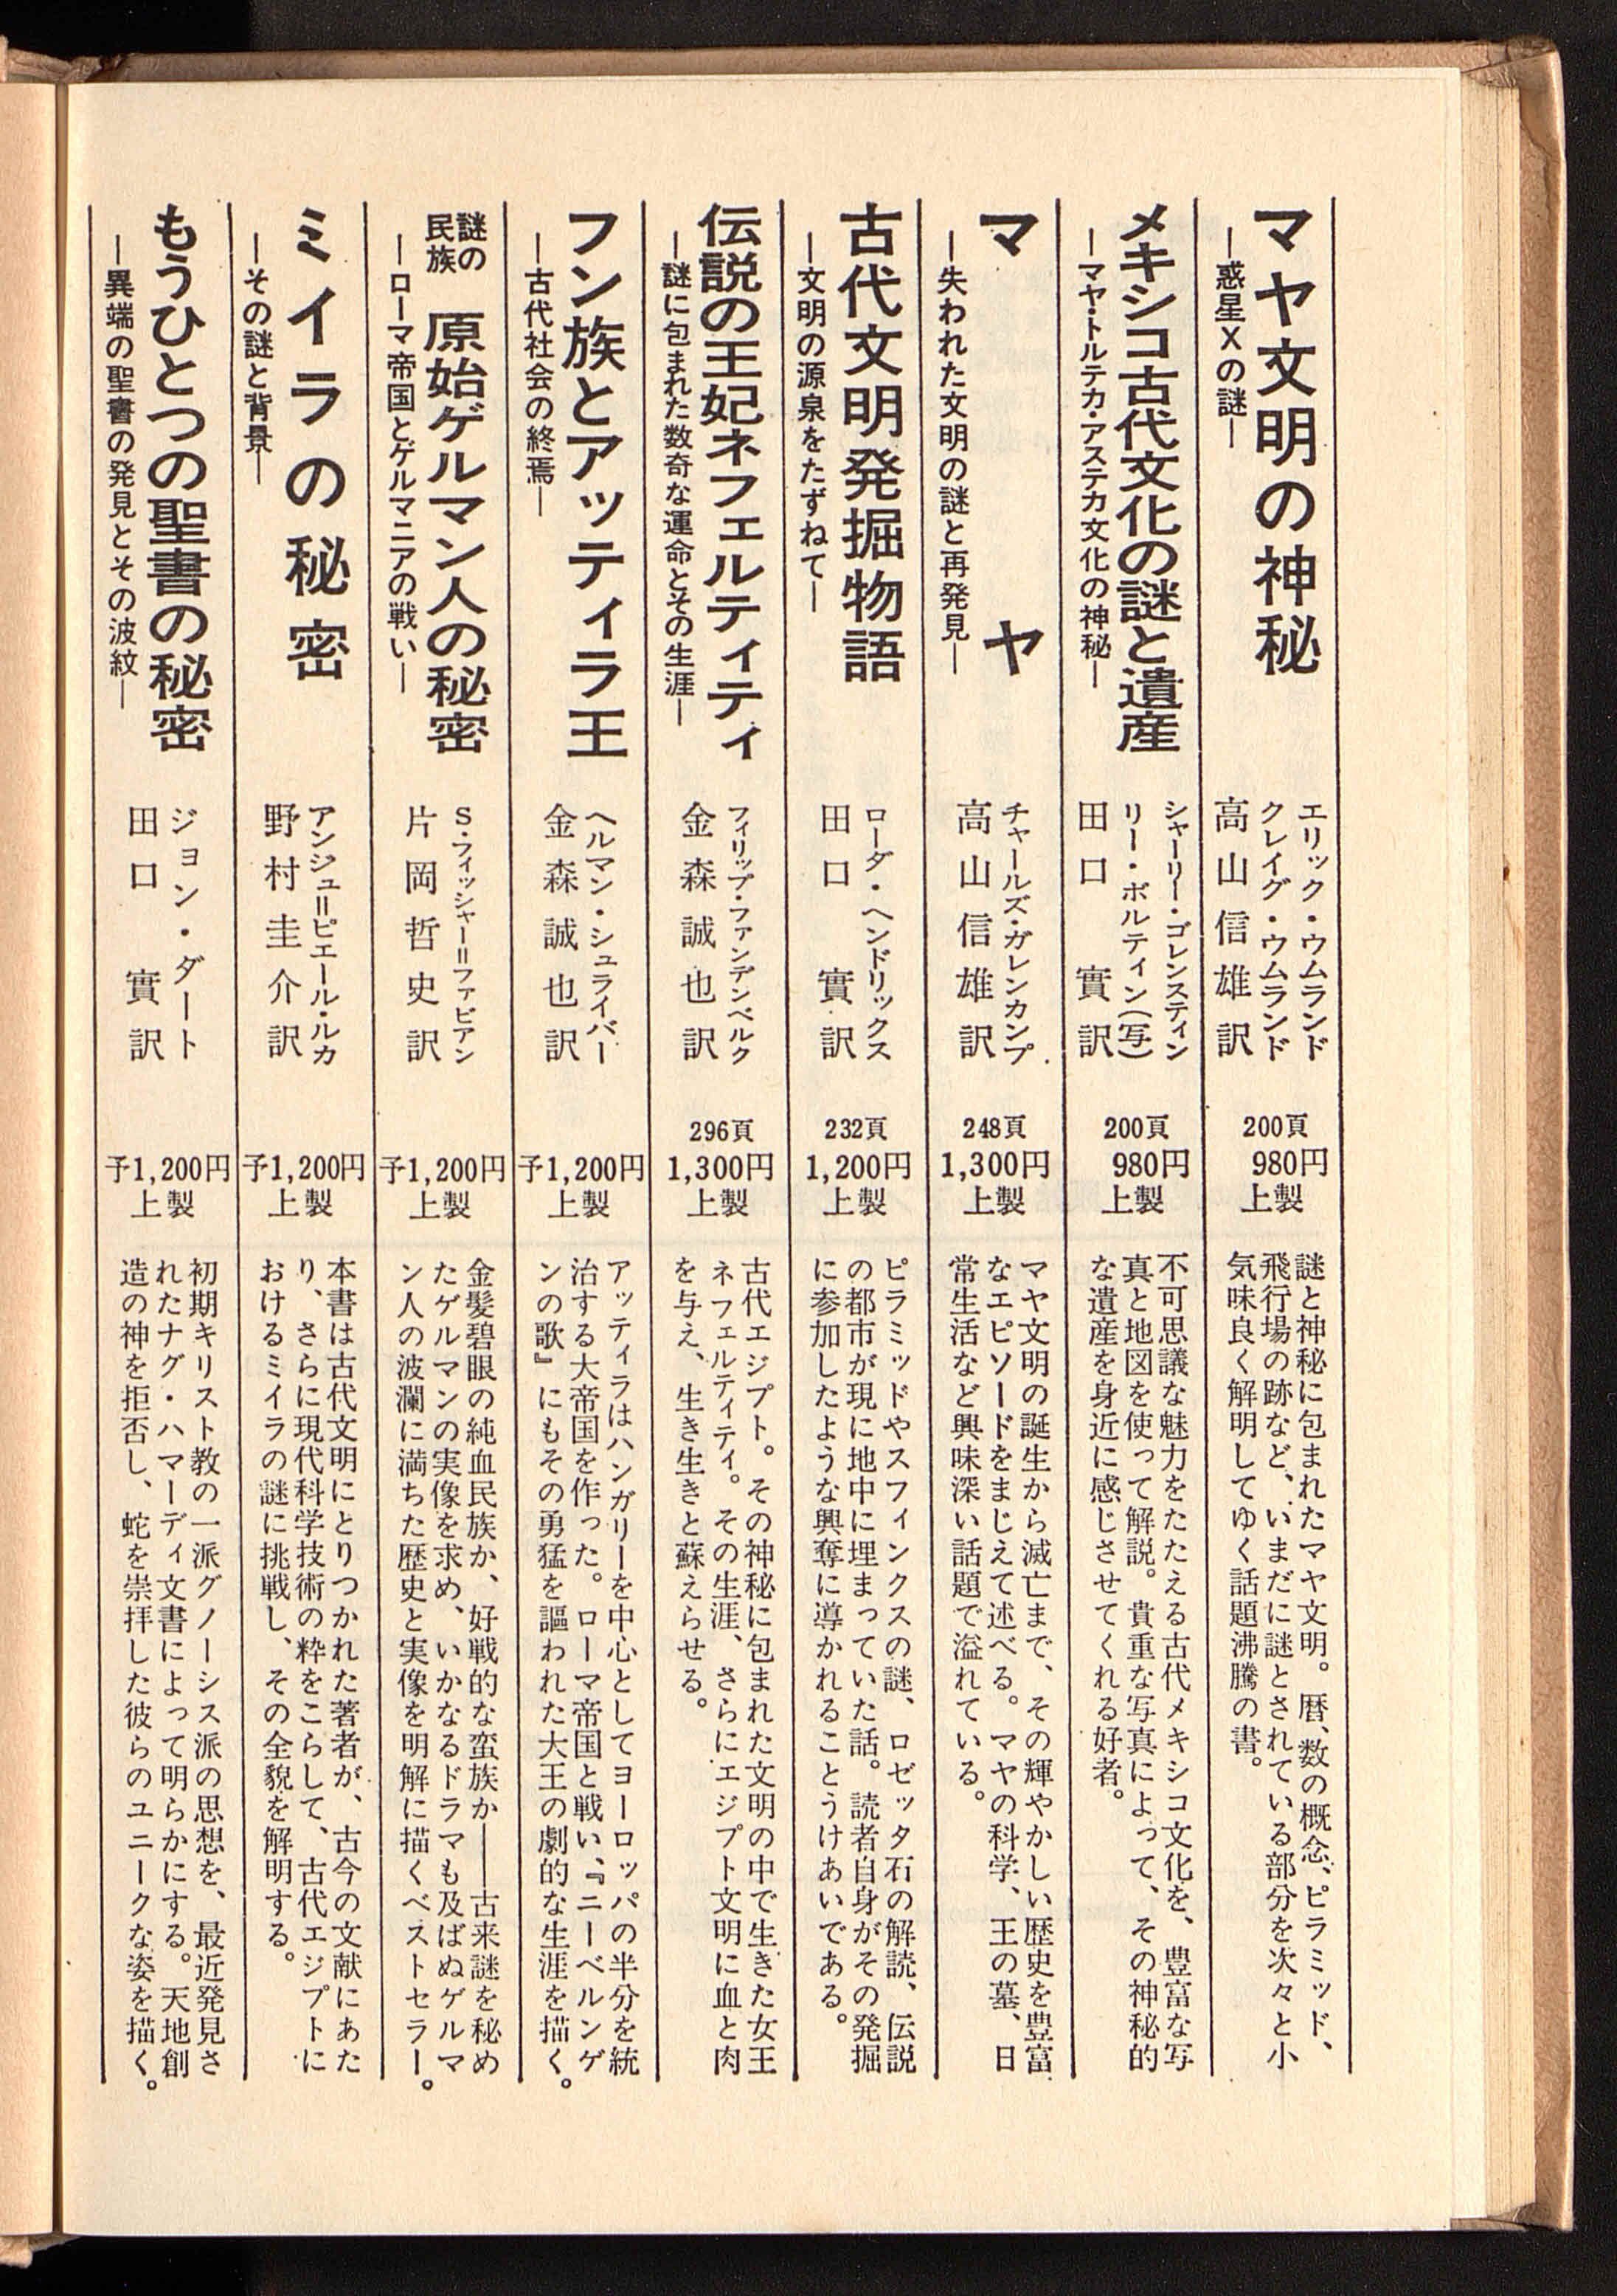 マヤ文明の神秘
―惑星Xの謎―
エリック・ウムランド
クレイグ・ウムランド
高山信雄訳
200頁
980円
上製
謎と神秘に包まれたマヤ文明。暦、数の概念、ピラミッド、
飛行場の跡など、いまだに謎とされている部分を次々と小
気味良く解明してゆく話題沸騰の書。
メキシコ古代文化の謎と遺産
―マヤ・トルテカ・アステカ文化の神秘―
シャーリー・ゴレンスティン
リー・ボルティン(写)
田口實訳
200頁
980円
上製
不可思議な魅力をたたえる古代メキシコ文化を、豊富な写
真と地図を使って解説。貴重な写真によって、その神秘的
な遺産を身近に感じさせてくれる好者。
マヤ
―失われた文明の謎と再発見―
チャールズ・ガレンカンプ
高山信雄訳
248頁
1,300円
上製
マヤ文明の誕生から滅亡まで、その輝やかしい歴史を豊富
なエピソードをまじえて述べる。マヤの科学、王の墓、日
常生活など興味深い話題で溢れている。
古代文明発掘物語
―文明の源泉をたずねて―
ローダ・ヘンドリックス
田口實訳
232頁
1,200円
上製
ピラミッドやスフィンクスの謎、ロゼッタ石の解読、伝説
の都市が現に地中に埋まっていた話。読者自身がその発掘
に参加したような興奮に導かれることうけあいである。
伝説の王妃ネフェルティティ
―謎に包まれた数奇な運命とその生涯―
フィリップ・ファンデンベルク
金森誠也訳
296頁
1,300円
上製
古代エジプト。その神秘に包まれた文明の中で生きた女王
ネフェルティティ。その生涯、さらにエジプト文明に血と肉
を与え、生き生きと蘇えらせる。
フン族とアッティラ王
―古代社会の終焉―
ヘルマン・シュライバー
金森誠也訳
予1,200円
上製
アッティラはハンガリーを中心としてヨーロッパの半分を統
治する大帝国を作った。ローマ帝国と戦い、『ニーベルンゲ
ンの歌』にもその勇猛を謳われた大王の劇的な生涯を描く。
謎の民族 原始ゲルマン人の秘密
―ローマ帝国とゲルマニアの戦い―
S・フィッシャー=ファビアン
片岡哲史訳
予1,200円
上製
金髪碧眼の純血民族か、好戦的な蛮族か――古来謎を秘め
たゲルマンの実像を求め、いかなるドラマも及ばぬゲルマ
ン人の波瀾に満ちた歴史と実像を明解に描くベストセラー。
ミイラの秘密
―その謎と背景―
アンジュ=ピエール・ルカ
野村圭介訳
予1,200円
上製
本書は古代文明にとりつかれた著者が、古今の文献にあた
り、さらに現代科学技術の粋をこらして、古代エジプトに
おけるミイラの謎に挑戦し、その全貌を解明する。
もうひとつの聖書の秘密
―異端の聖書の発見とその波紋―
ジョン・ダート
田口實訳
予1,200円
上製
初期キリスト教の一派グノーシス派の思想を、最近発見さ
れたナグ・ハマーディ文書によって明らかにする。天地創
造の神を拒否し、蛇を崇拝した彼らのユニークな姿を描く。